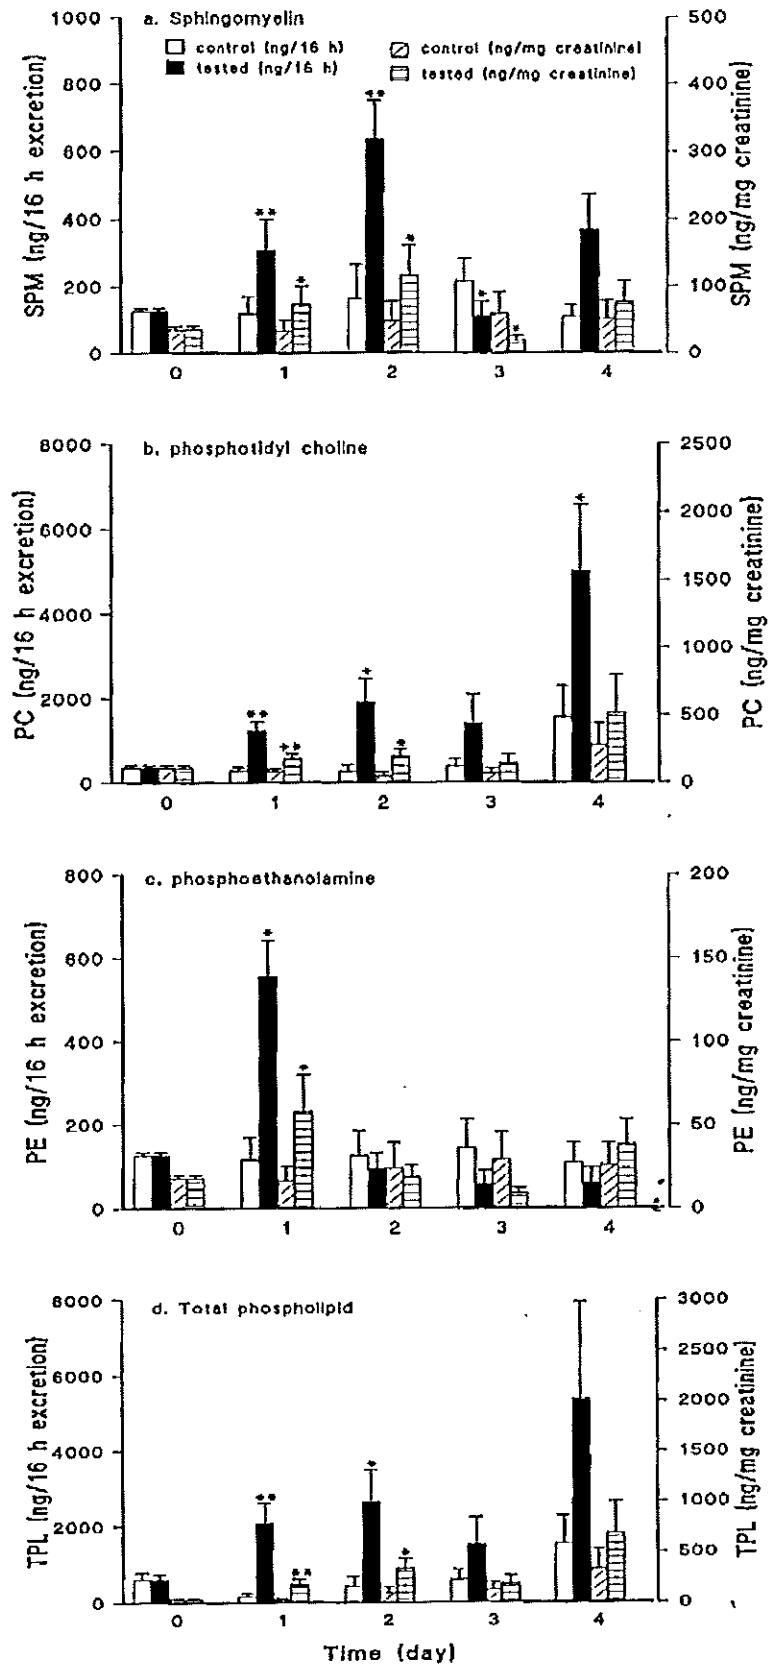 a. Sphingomyelin
control (ng/16 h)
tested (ng/16 h)
control (ng/mg creatinine)
tested (ng/mg creatinine)
SPM (ng/16 h excretion)
1000
800
600
400
200
0
500
400
300
200
100
0
SPM (ng/mg creatinine)
** * ** * * *
0 1 2 3 4
b. phosphotidyl choline
PC (ng/16 h excretion)
8000
6000
4000
2000
0
2500
2000
1500
1000
500
0
PC (ng/mg creatinine)
** ** * * *
0 1 2 3 4
c. phosphoethanolamine
PE (ng/16 h excretion)
800
600
400
200
0
200
150
100
50
0
PE (ng/mg creatinine)
* *
0 1 2 3 4
d. Total phospholipid
TPL (ng/16 h excretion)
8000
6000
4000
2000
0
3000
2500
2000
1500
1000
500
0
TPL (ng/mg creatinine)
** ** * *
0 1 2 3 4
Time (day)